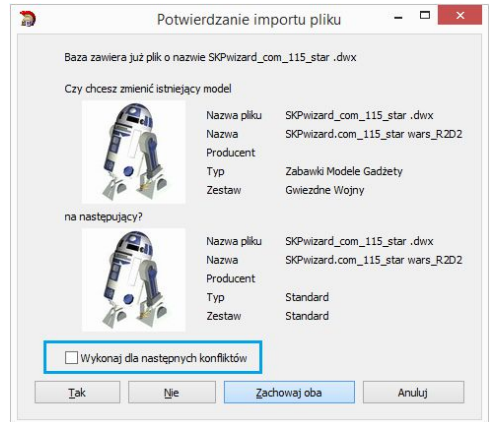 Potwierdzanie importu pliku
Baza zawiera już plik o nazwie SKPwizard_com_115_star .dwx
Czy chcesz zmienić istniejący model
Nazwa pliku SKPwizard_com_115_star .dwx
Nazwa SKPwizard.com_115_star wars_R2D2
Producent
Typ Zabawki Modele Gadżety
Zestaw Gwiezdne Wojny
na następujący?
Nazwa pliku SKPwizard_com_115_star .dwx
Nazwa SKPwizard.com_115_star wars_R2D2
Producent
Typ Standard
Zestaw Standard
Wykonaj dla następnych konfliktów
Tak Nie Zachowaj oba Anuluj